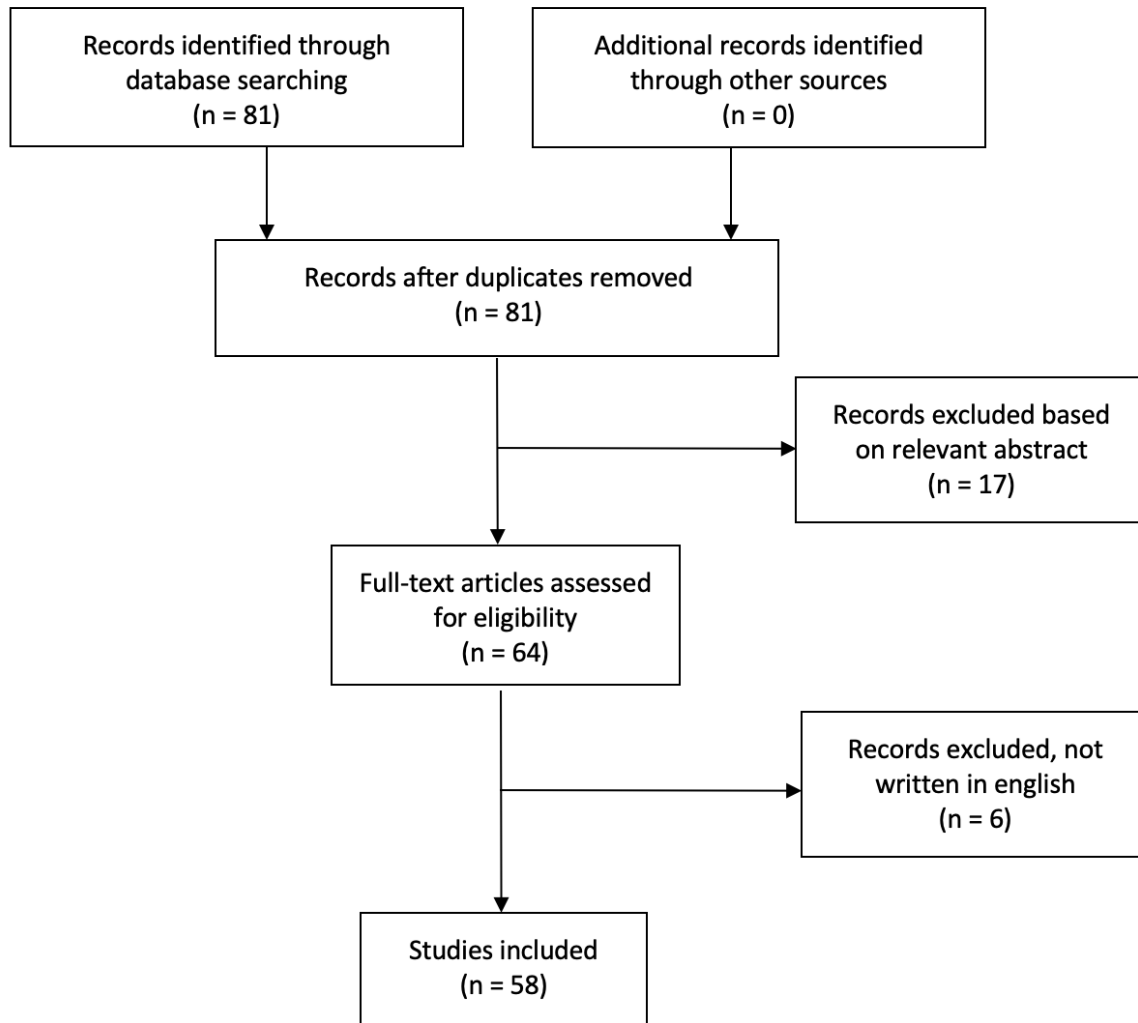 Records identified through
database searching
(n = 81)
Additional records identified
through other sources
(n = 0)
Records after duplicates removed
(n = 81)
Records excluded based
on relevant abstract
(n = 17)
Full-text articles assessed
for eligibility
(n = 64)
Records excluded, not
written in english
(n = 6)
Studies included
(n = 58)